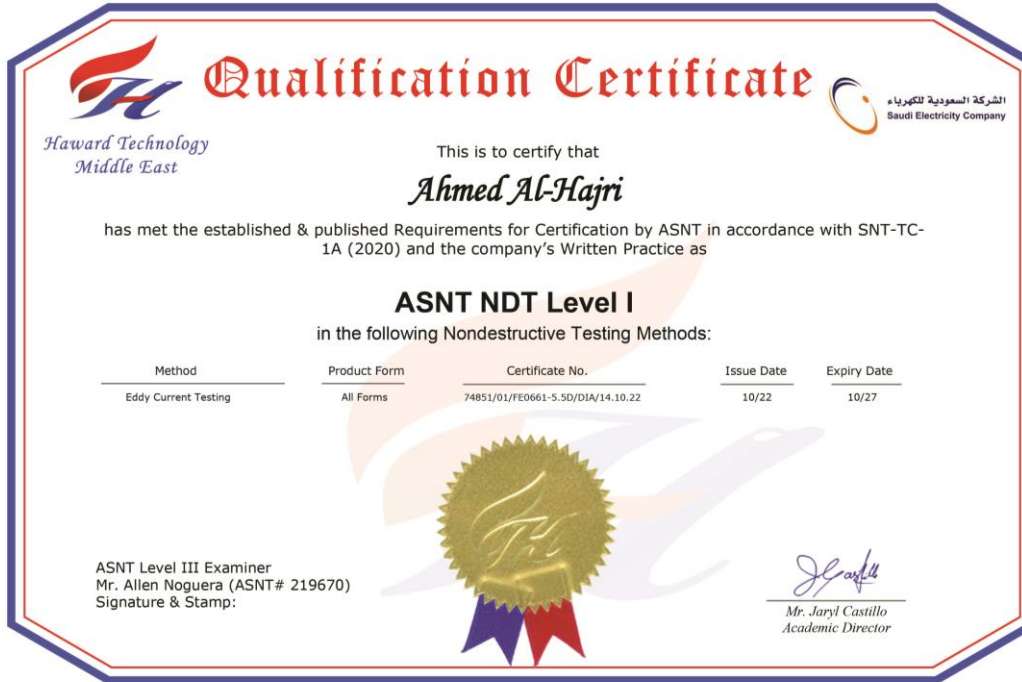 Qualification Certificate
Haward Technology
Middle East
الشركة السعودية للكهرباء
Saudi Electricity Company
This is to certify that
Ahmed Al-Hajri
has met the established & published Requirements for Certification by ASNT in accordance with SNT-TC-
1A (2020) and the company's Written Practice as
ASNT NDT Level I
in the following Nondestructive Testing Methods:
Method Product Form Certificate No. Issue Date Expiry Date
Eddy Current Testing All Forms 74851/01/FE0661-5.5D/DIA/14.10.22 10/22 10/27
ASNT Level III Examiner
Mr. Allen Noguera (ASNT# 219670)
Signature & Stamp:
Mr. Jaryl Castillo
Academic Director